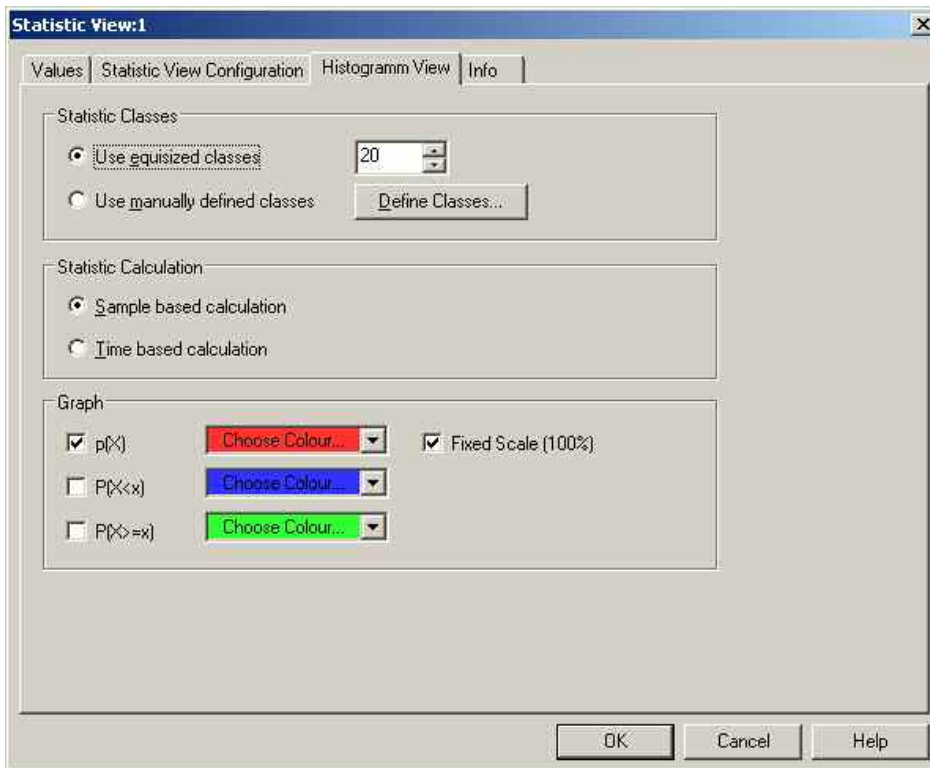 Statistic View:1
Values Statistic View Configuration Histogramm View Info
Statistic Classes
Use equisized classes 20
Use manually defined classes Define Classes...
Statistic Calculation
Sample based calculation
Time based calculation
Graph
p(X) Choose Colour... Fixed Scale (100%)
P(X<x) Choose Colour...
P(X>=x) Choose Colour...
OK Cancel Help